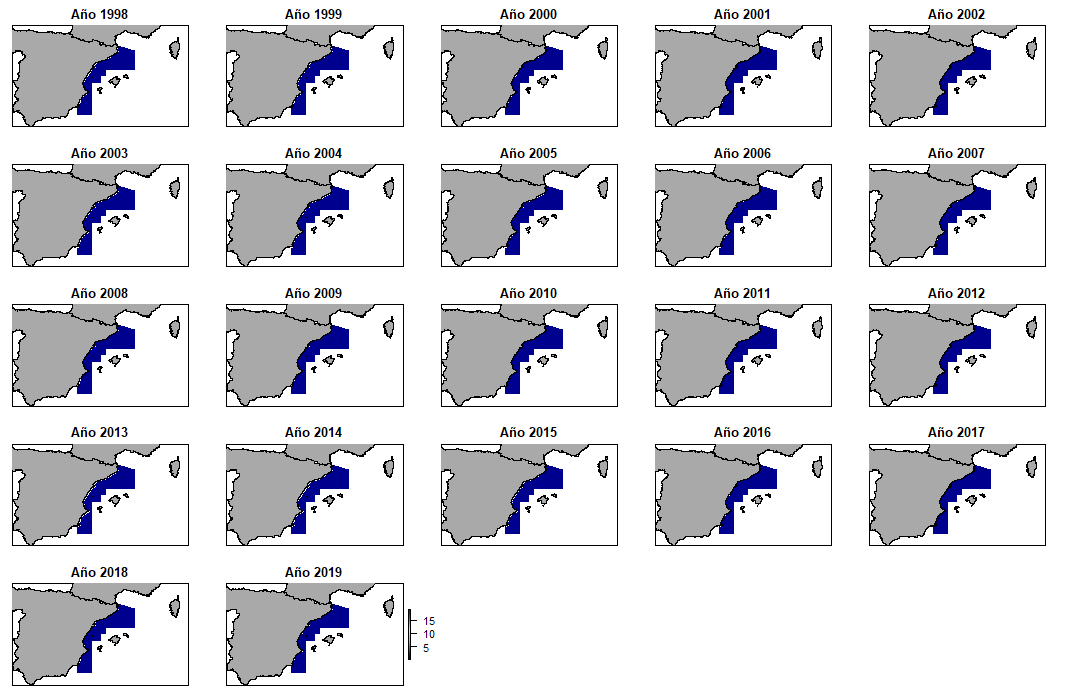 Año 1998
Año 1999
Año 2000
Año 2001
Año 2002
Año 2003
Año 2004
Año 2005
Año 2006
Año 2007
Año 2008
Año 2009
Año 2010
Año 2011
Año 2012
Año 2013
Año 2014
Año 2015
Año 2016
Año 2017
Año 2018
Año 2019
15
10
5